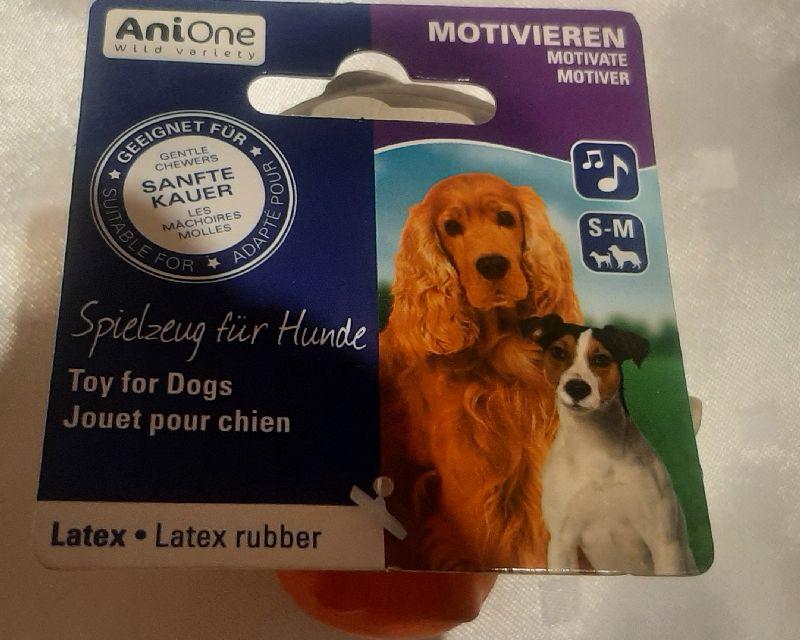 AniOne
Wild variety
MOTIVIEREN
MOTIVATE
MOTIVER
GEEIGNET FÜR
GENTLE
CHEWERS
SANFTE
KAUER
LES
MÂCHOIRES
MOLLES
SUITABLE FOR
ADAPTÉ POUR
S-M
Spielzeug für Hunde
Toy for Dogs
Jouet pour chien
Latex • Latex rubber